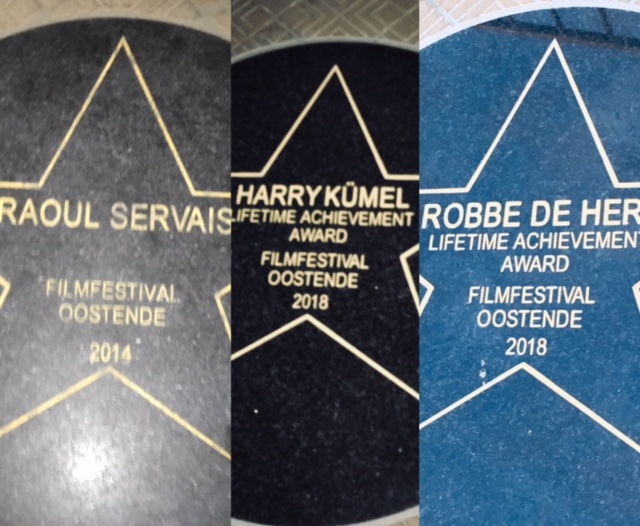 RAOUL SERVAIS
FILMFESTIVAL
OOSTENDE
2014
HARRY KÜMEL
LIFETIME ACHIEVEMENT
AWARD
FILMFESTIVAL
OOSTENDE
2018
ROBBE DE HER
LIFETIME ACHIEVEMENT
AWARD
FILMFESTIVAL
OOSTENDE
2018